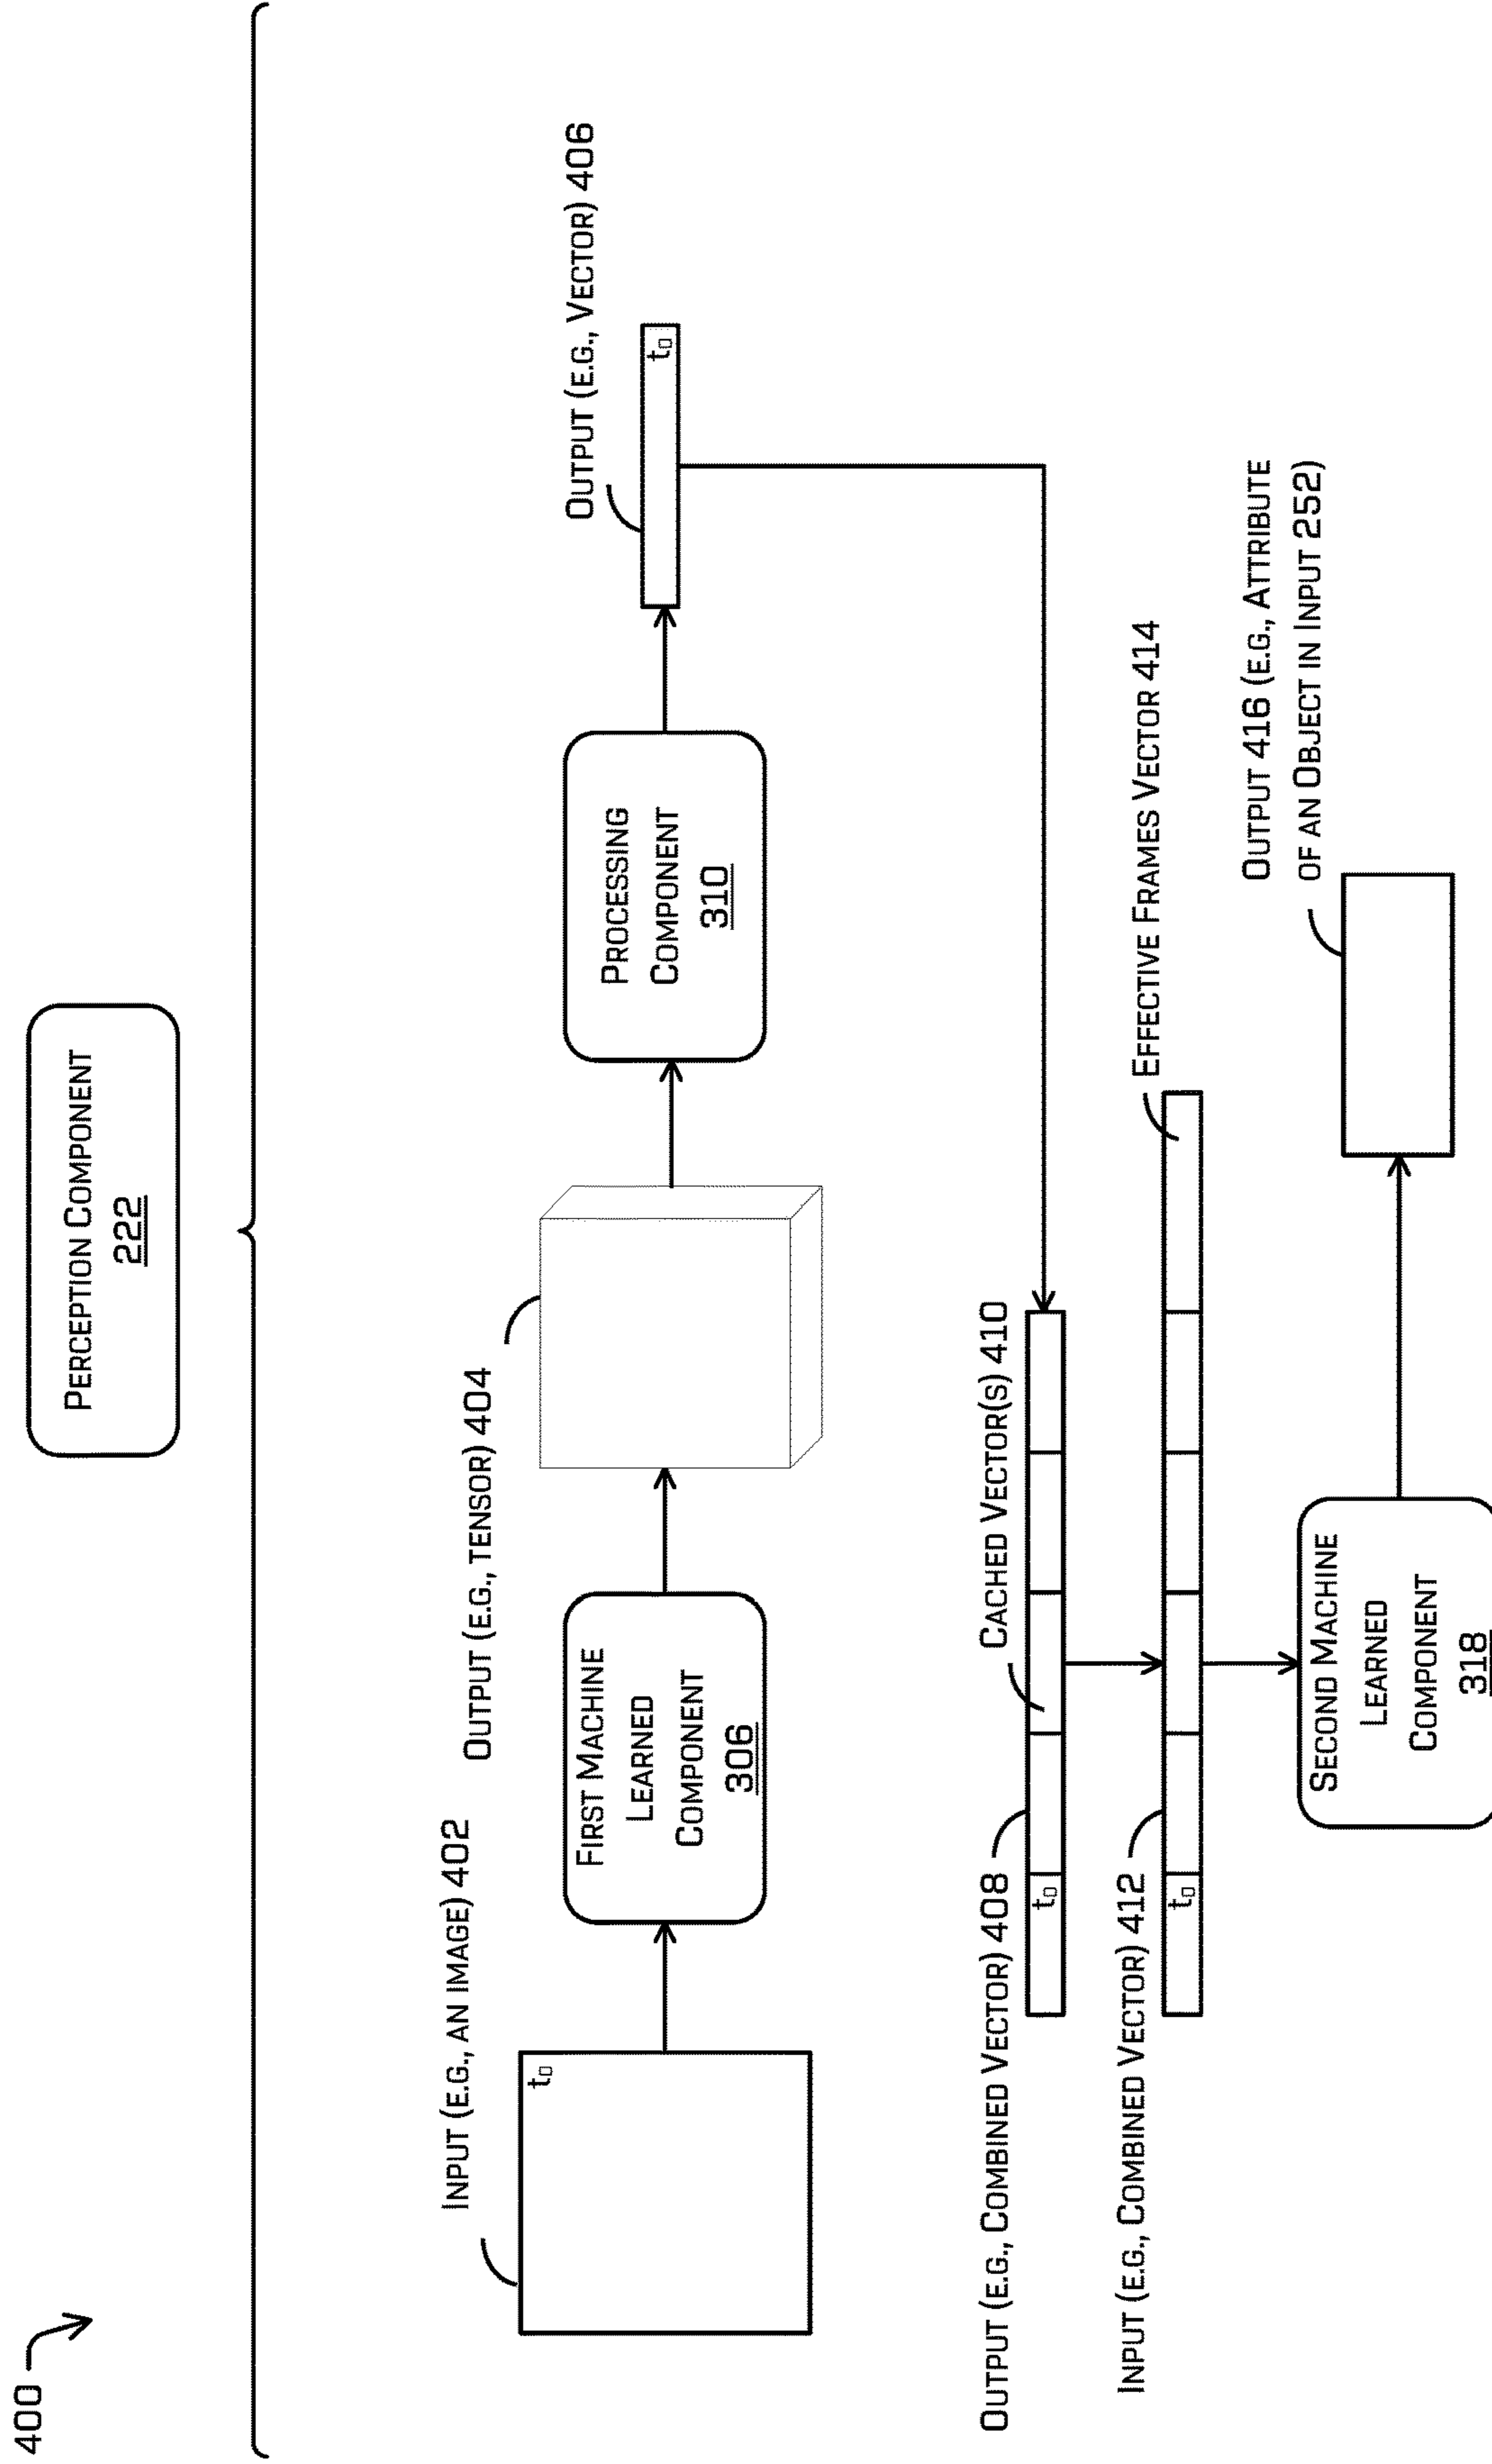 400
PERCEPTION COMPONENT
222
INPUT (E.G., AN IMAGE) 402
t0
FIRST MACHINE
LEARNED
COMPONENT
306
OUTPUT (E.G., TENSOR) 404
PROCESSING
COMPONENT
310
OUTPUT (E.G., VECTOR) 406
t0
OUTPUT (E.G., COMBINED VECTOR) 408
CACHED VECTOR(S) 410
t0
INPUT (E.G., COMBINED VECTOR) 412
EFFECTIVE FRAMES VECTOR 414
t0
SECOND MACHINE
LEARNED
COMPONENT
318
OUTPUT 416 (E.G., ATTRIBUTE
OF AN OBJECT IN INPUT 252)